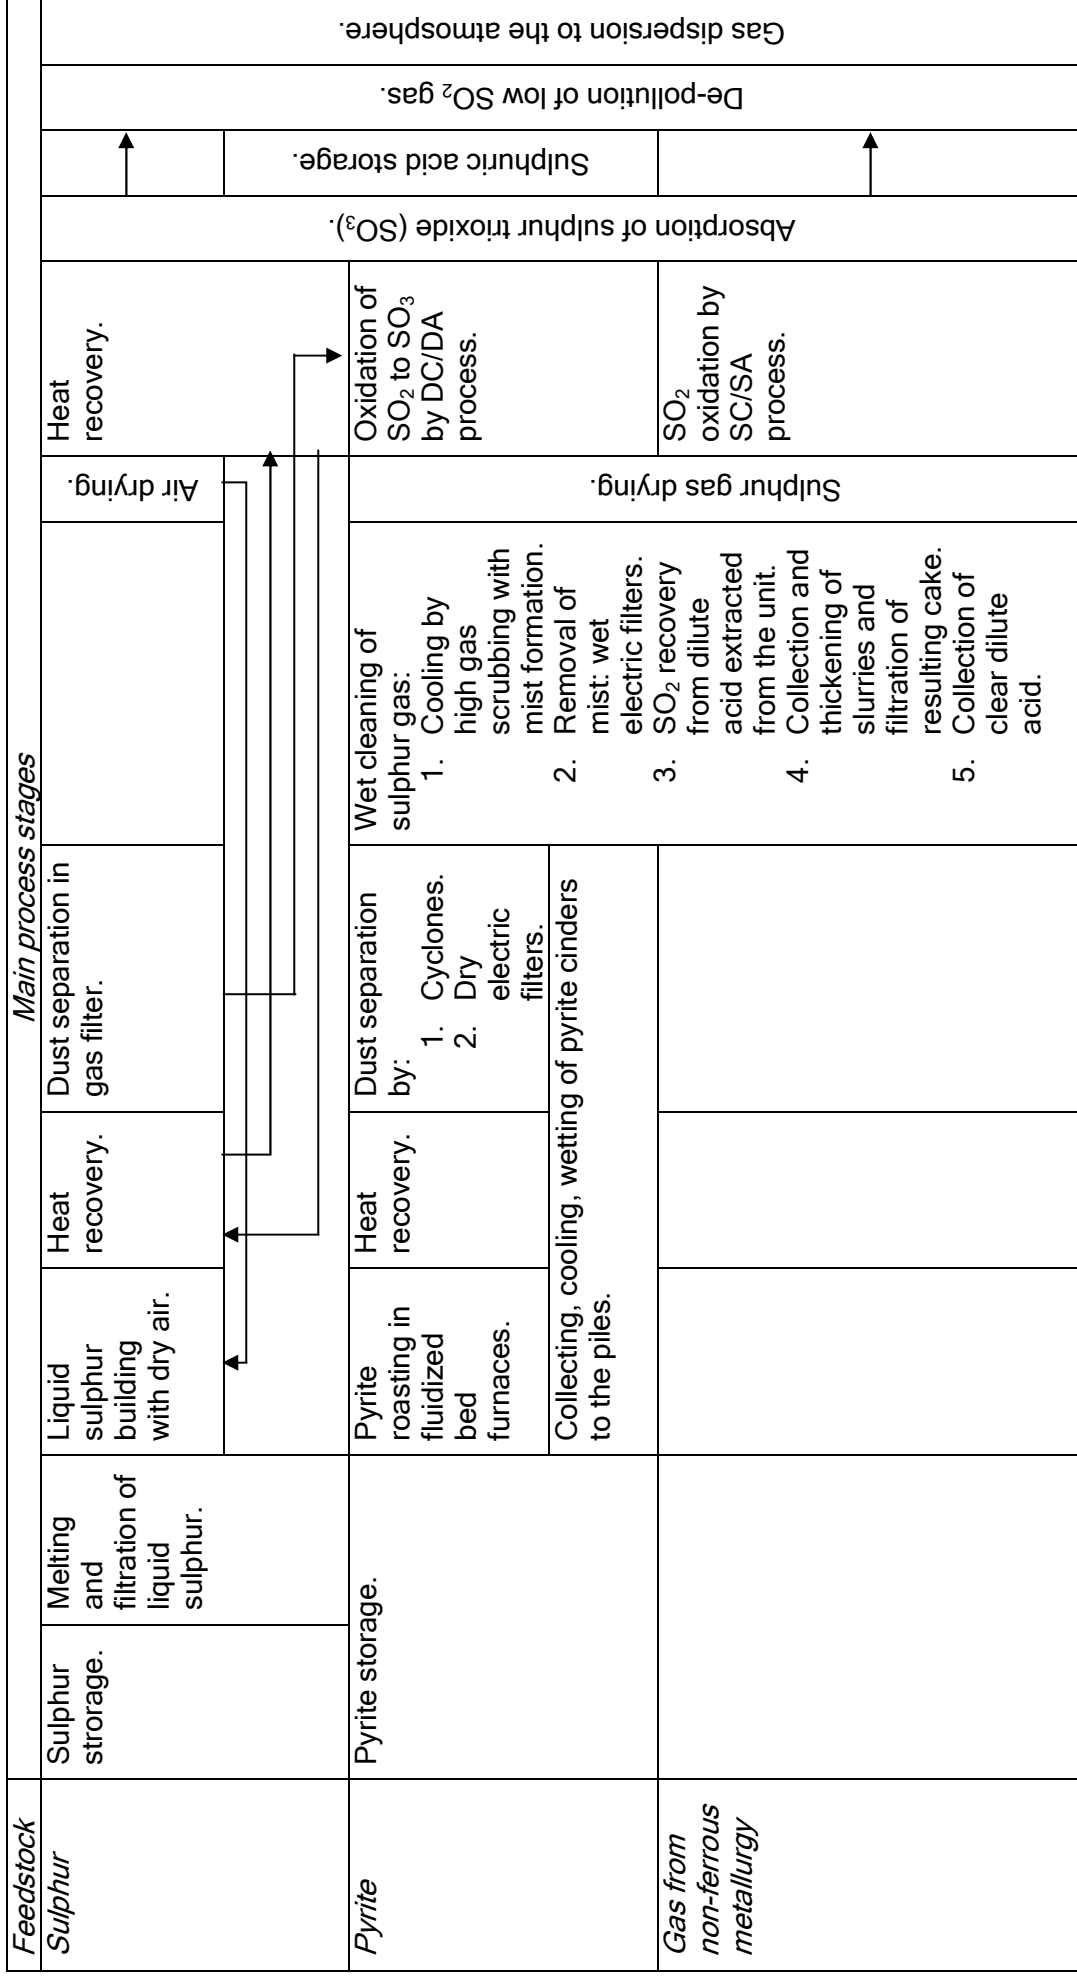 Feedstock
Main process stages
Sulphur
Sulphur
strorage.
Melting
and
filtration of
liquid
sulphur.
Liquid
sulphur
building
with dry air.
Heat
recovery.
Dust separation in
gas filter.
Air drying.
Heat
recovery.
Pyrite
Pyrite storage.
Pyrite
roasting in
fluidized
bed
furnaces.
Heat
recovery.
Dust separation
by:
1. Cyclones.
2. Dry
electric
filters.
Collecting, cooling, wetting of pyrite cinders
to the piles.
Wet cleaning of
sulphur gas:
1. Cooling by
high gas
scrubbing with
mist formation.
2. Removal of
mist: wet
electric filters.
3. SO₂ recovery
from dilute
acid extracted
from the unit.
4. Collection and
thickening of
slurries and
filtration of
resulting cake.
5. Collection of
clear dilute
acid.
Sulphur gas drying.
Oxidation of
SO₂ to SO₃
by DC/DA
process.
Gas from
non-ferrous
metallurgy
SO₂
oxidation by
SC/SA
process.
Absorption of sulphur trioxide (SO₃).
Sulphuric acid storage.
De-pollution of low SO₂ gas.
Gas dispersion to the atmosphere.